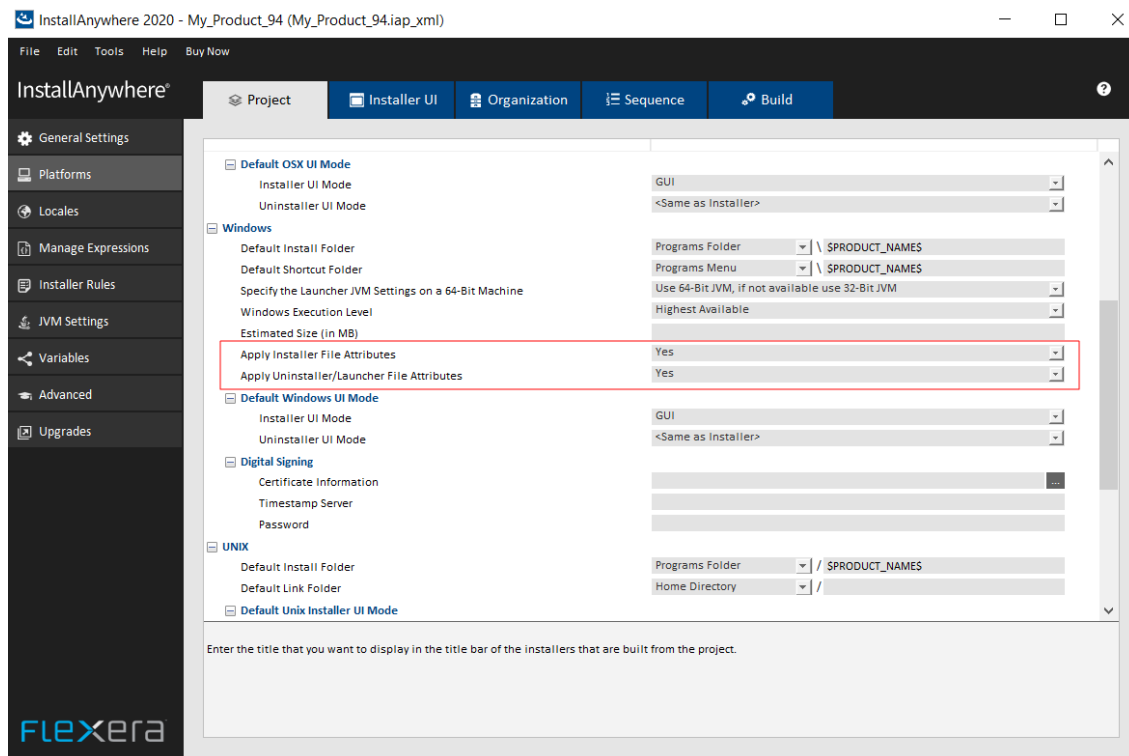 InstallAnywhere 2020 - My_Product_94 (My_Product_94.iap_xml)
File Edit Tools Help Buy Now
InstallAnywhere®
Project Installer UI Organization Sequence Build
General Settings
Platforms
Locales
Manage Expressions
Installer Rules
JVM Settings
Variables
Advanced
Upgrades
Default OSX UI Mode
Installer UI Mode GUI
Uninstaller UI Mode <Same as Installer>
Windows
Default Install Folder Programs Folder \ $PRODUCT_NAME$
Default Shortcut Folder Programs Menu \ $PRODUCT_NAME$
Specify the Launcher JVM Settings on a 64-Bit Machine Use 64-Bit JVM, if not available use 32-Bit JVM
Windows Execution Level Highest Available
Estimated Size (in MB)
Apply Installer File Attributes Yes
Apply Uninstaller/Launcher File Attributes Yes
Default Windows UI Mode
Installer UI Mode GUI
Uninstaller UI Mode <Same as Installer>
Digital Signing
Certificate Information ...
Timestamp Server
Password
UNIX
Default Install Folder Programs Folder / $PRODUCT_NAME$
Default Link Folder Home Directory /
Default Unix Installer UI Mode
Enter the title that you want to display in the title bar of the installers that are built from the project.
FLEXERA